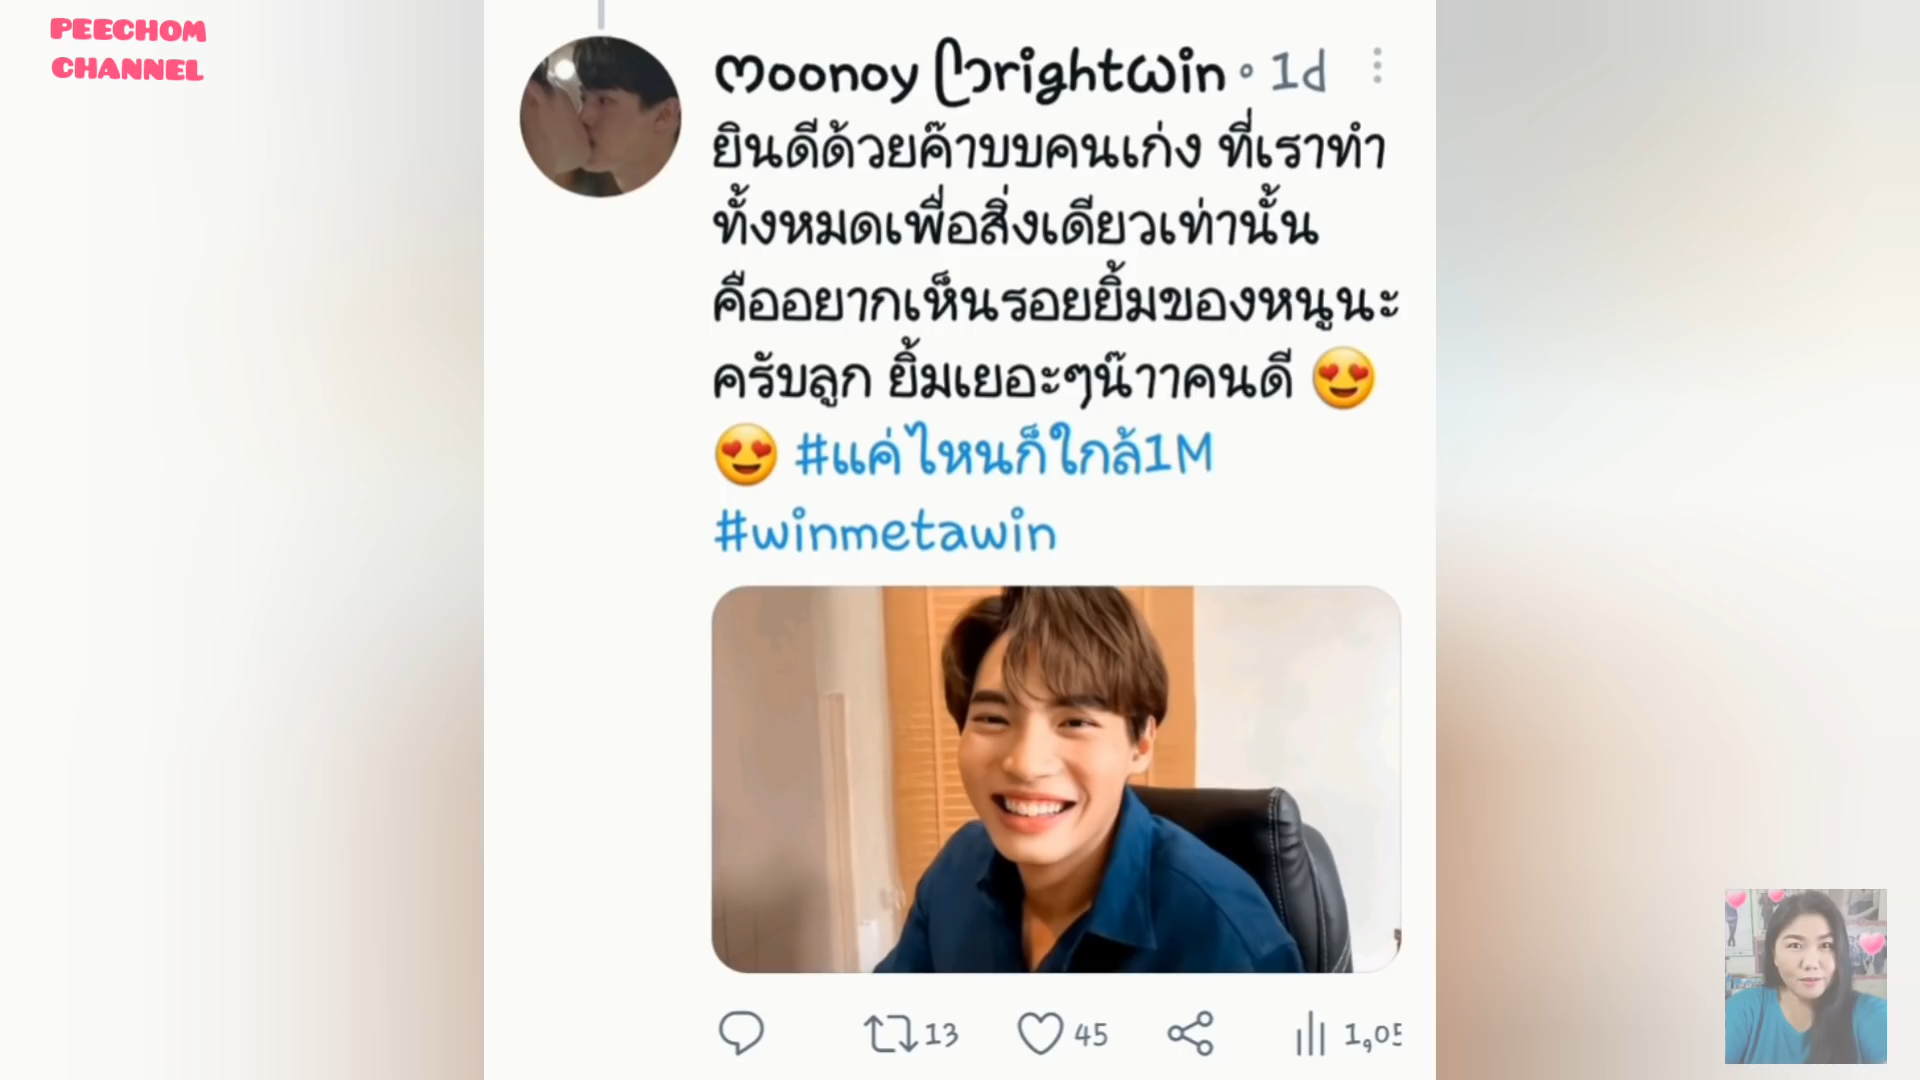 PEECHOM
CHANNEL
Moonoy Brightwin • 1d
ยินดีด้วยค๊าบบคนเก่ง ที่เราทำ
ทั้งหมดเพื่อสิ่งเดียวเท่านั้น
คืออยากเห็นรอยยิ้มของหนูนะ
ครับลูก ยิ้มเยอะๆน๊าาคนดี 😍
😍 #แค่ไหนก็ใกล้1M
#winmetawin
13 45 1,05